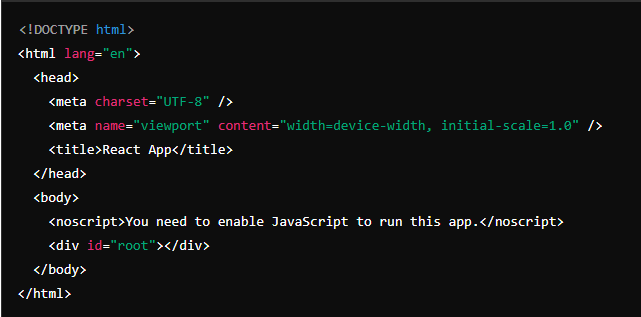 <!DOCTYPE html>
<html lang="en">
  <head>
    <meta charset="UTF-8" />
    <meta name="viewport" content="width=device-width, initial-scale=1.0" />
    <title>React App</title>
  </head>
  <body>
    <noscript>You need to enable JavaScript to run this app.</noscript>
    <div id="root"></div>
  </body>
</html>